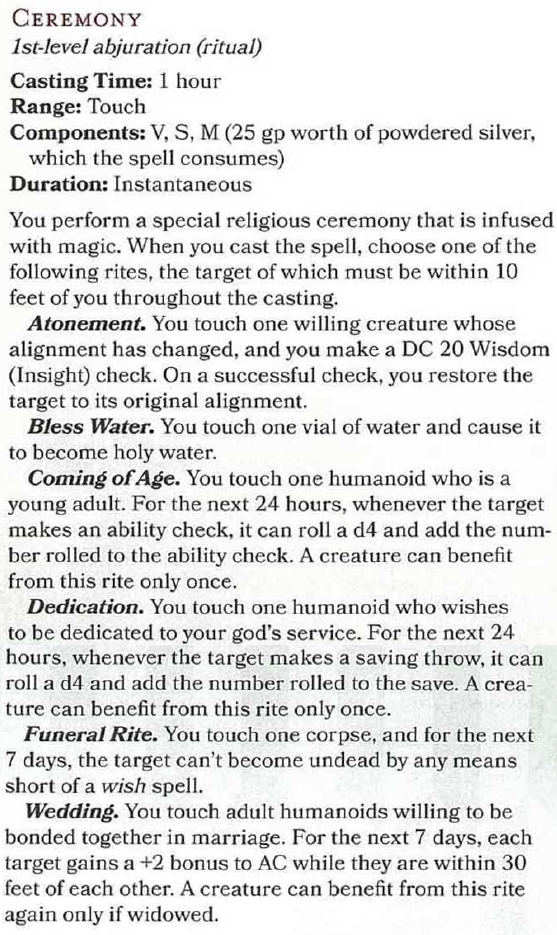 CEREMONY
1st-level abjuration (ritual)
Casting Time: 1 hour
Range: Touch
Components: V, S, M (25 gp worth of powdered silver,
which the spell consumes)
Duration: Instantaneous
You perform a special religious ceremony that is infused
with magic. When you cast the spell, choose one of the
following rites, the target of which must be within 10
feet of you throughout the casting.
Atonement. You touch one willing creature whose
alignment has changed, and you make a DC 20 Wisdom
(Insight) check. On a successful check, you restore the
target to its original alignment.
Bless Water. You touch one vial of water and cause it
to become holy water.
Coming of Age. You touch one humanoid who is a
young adult. For the next 24 hours, whenever the target
makes an ability check, it can roll a d4 and add the num-
ber rolled to the ability check. A creature can benefit
from this rite only once.
Dedication. You touch one humanoid who wishes
to be dedicated to your god's service. For the next 24
hours, whenever the target makes a saving throw, it can
roll a d4 and add the number rolled to the save. A crea-
ture can benefit from this rite only once.
Funeral Rite. You touch one corpse, and for the next
7 days, the target can't become undead by any means
short of a wish spell.
Wedding. You touch adult humanoids willing to be
bonded together in marriage. For the next 7 days, each
target gains a +2 bonus to AC while they are within 30
feet of each other. A creature can benefit from this rite
again only if widowed.